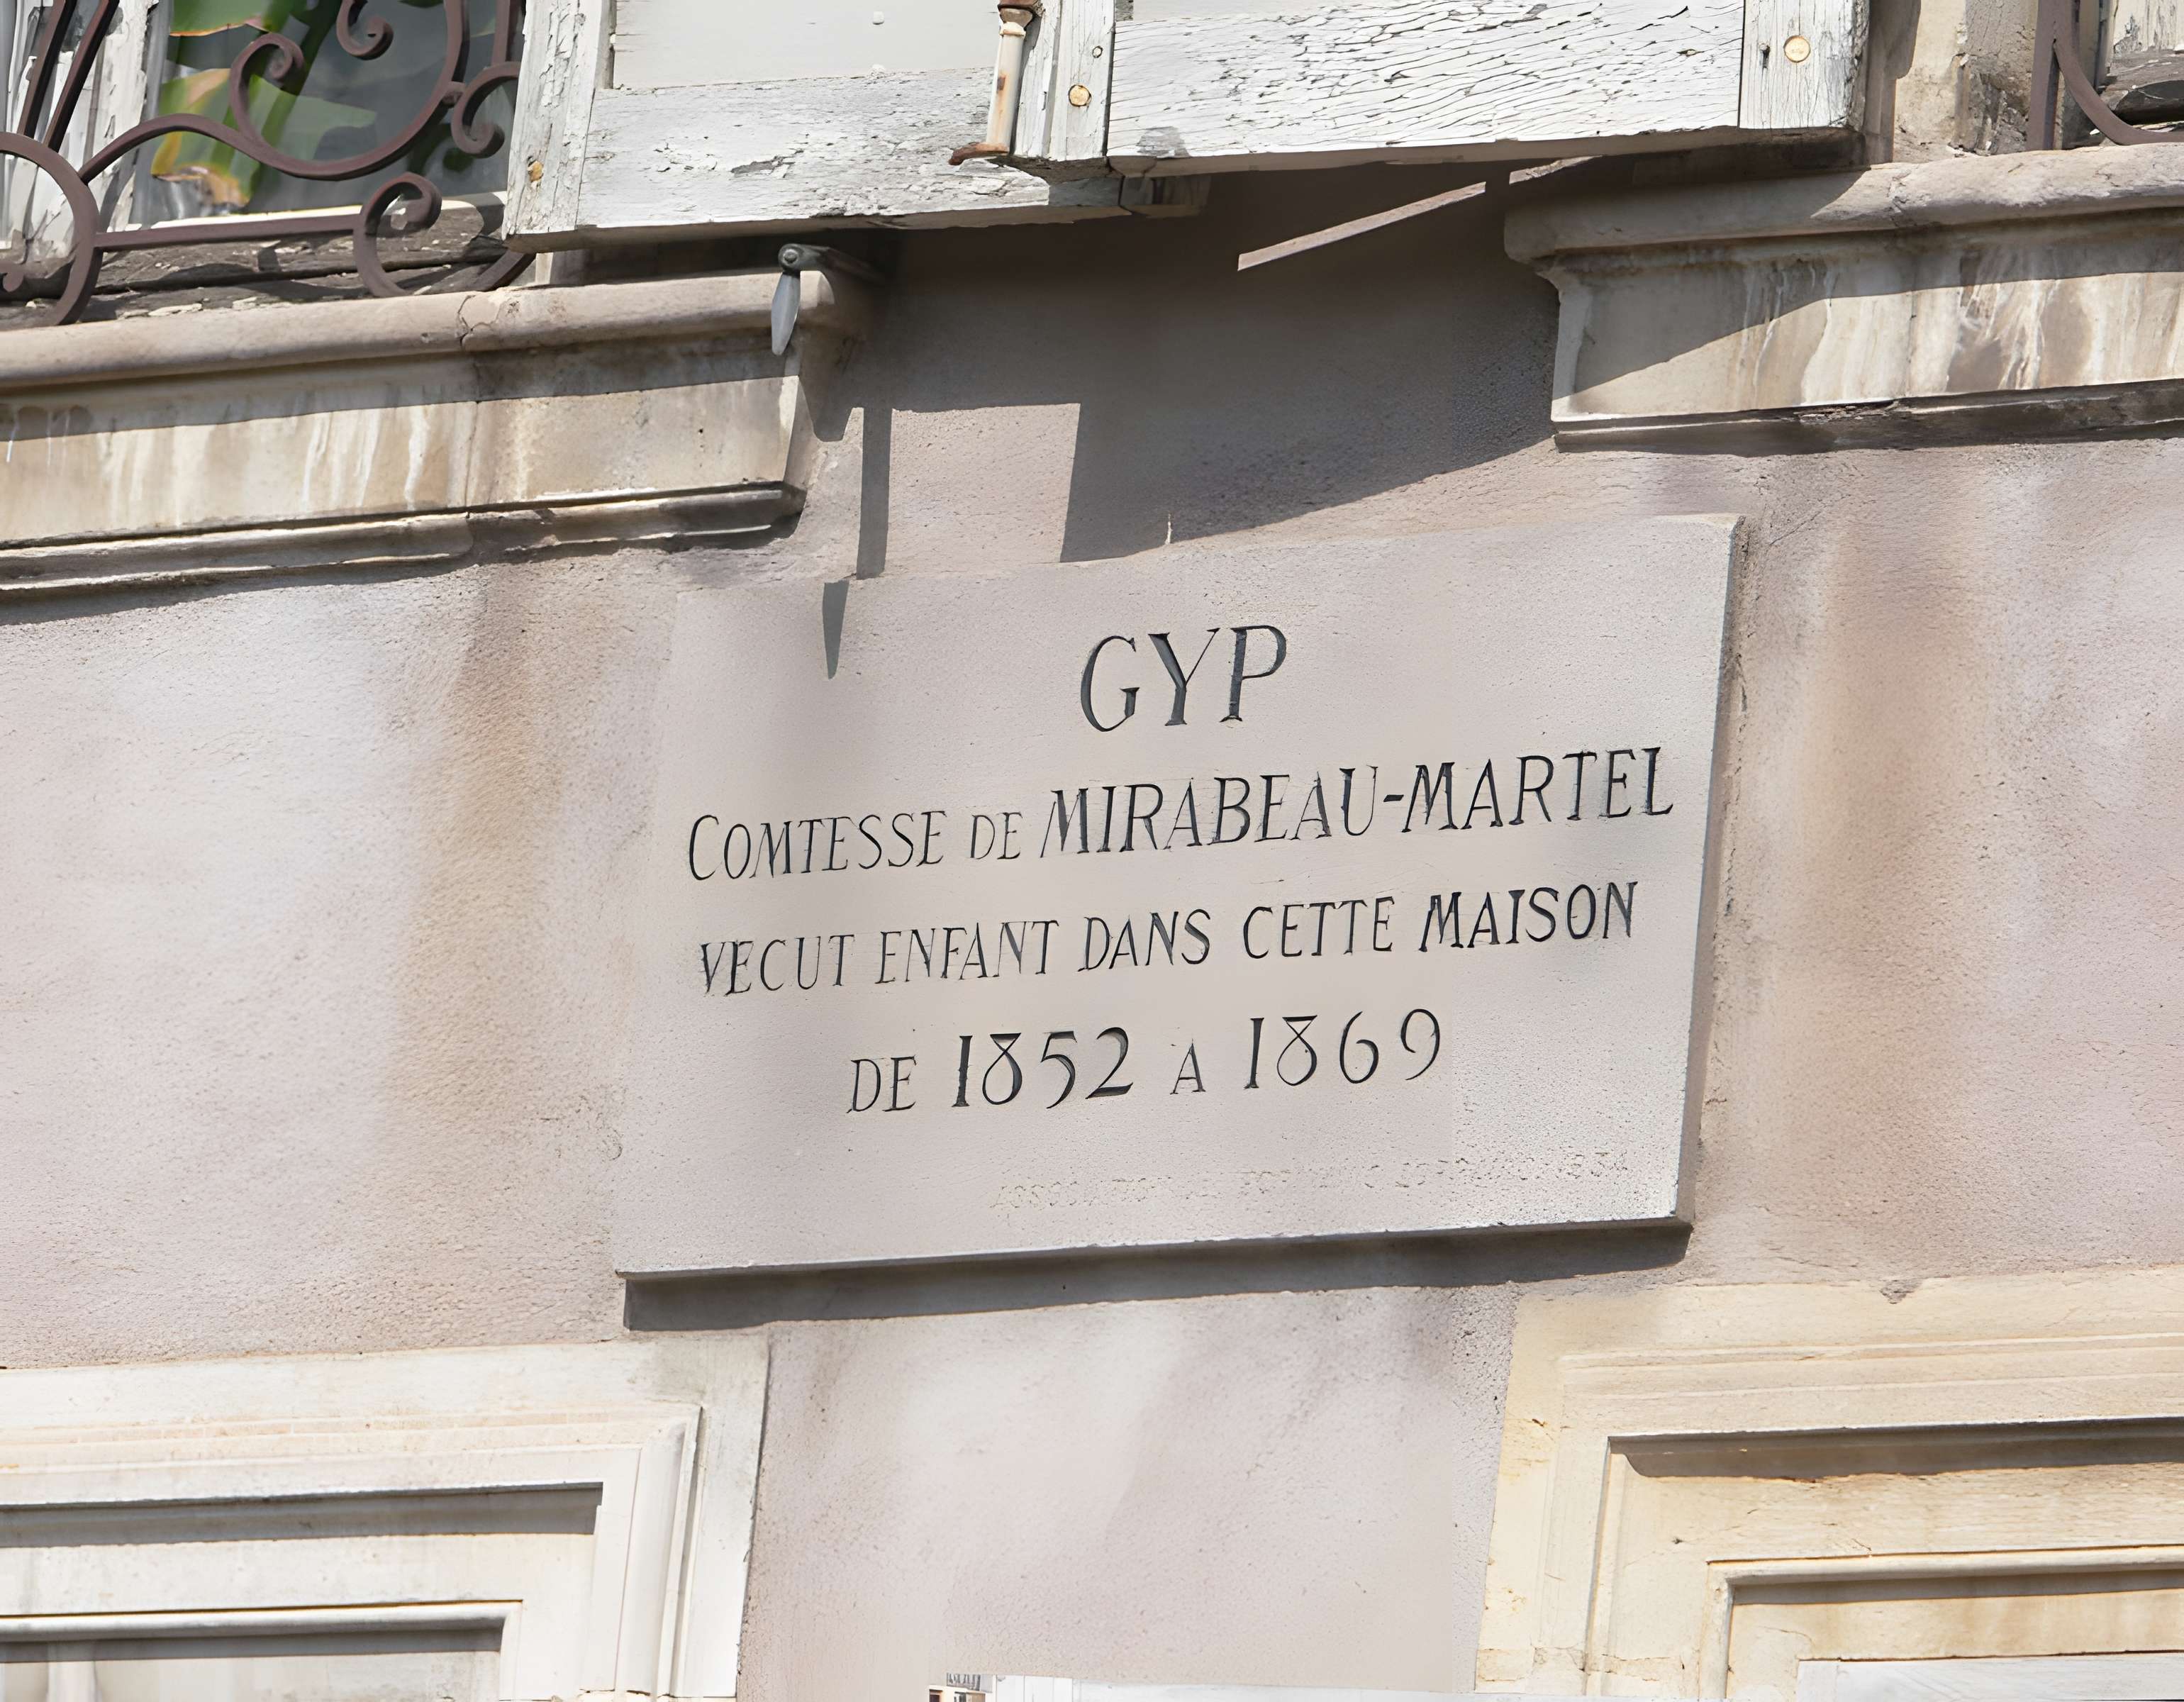 GYP
COMTESSE DE MIRABEAU-MARTEL
VECUT ENFANT DANS CETTE MAISON
DE 1852 A 1869